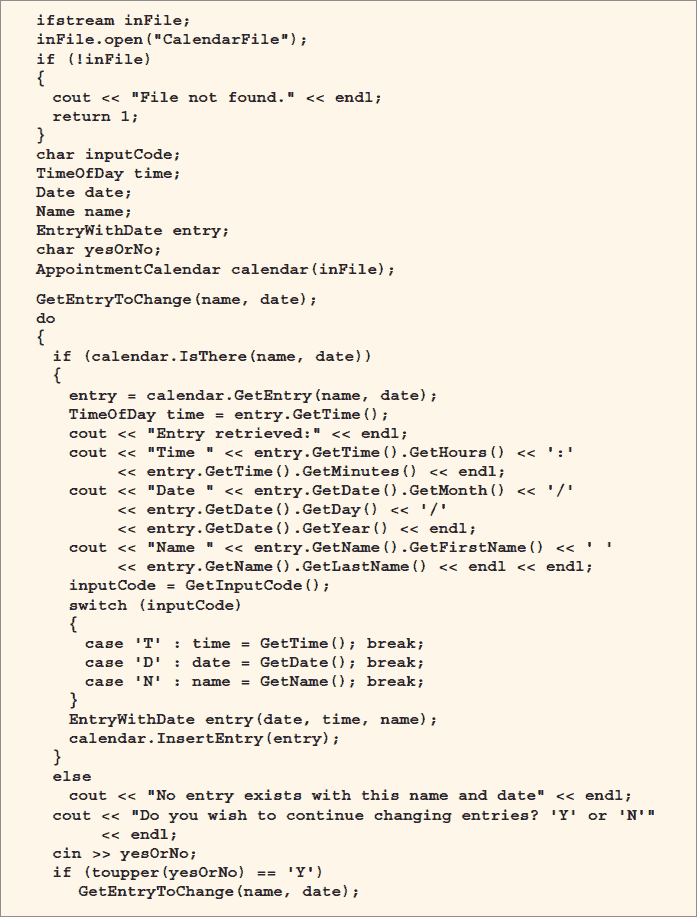 ifstream inFile;
inFile.open("CalendarFile");
if (!inFile)
{
  cout << "File not found." << endl;
  return 1;
}
char inputCode;
TimeOfDay time;
Date date;
Name name;
EntryWithDate entry;
char yesOrNo;
AppointmentCalendar calendar(inFile);
GetEntryToChange(name, date);
do
{
  if (calendar.IsThere(name, date))
  {
    entry = calendar.GetEntry(name, date);
    TimeOfDay time = entry.GetTime();
    cout << "Entry retrieved:" << endl;
    cout << "Time " << entry.GetTime().GetHours() << ':'
         << entry.GetTime().GetMinutes() << endl;
    cout << "Date " << entry.GetDate().GetMonth() << '/'
         << entry.GetDate().GetDay() << '/'
         << entry.GetDate().GetYear() << endl;
    cout << "Name " << entry.GetName().GetFirstName() << ' '
         << entry.GetName().GetLastName() << endl << endl;
    inputCode = GetInputCode();
    switch (inputCode)
    {
      case 'T' : time = GetTime(); break;
      case 'D' : date = GetDate(); break;
      case 'N' : name = GetName(); break;
    }
    EntryWithDate entry(date, time, name);
    calendar.InsertEntry(entry);
  }
  else
    cout << "No entry exists with this name and date" << endl;
  cout << "Do you wish to continue changing entries? 'Y' or 'N'"
       << endl;
  cin >> yesOrNo;
  if (toupper(yesOrNo) == 'Y')
     GetEntryToChange(name, date);